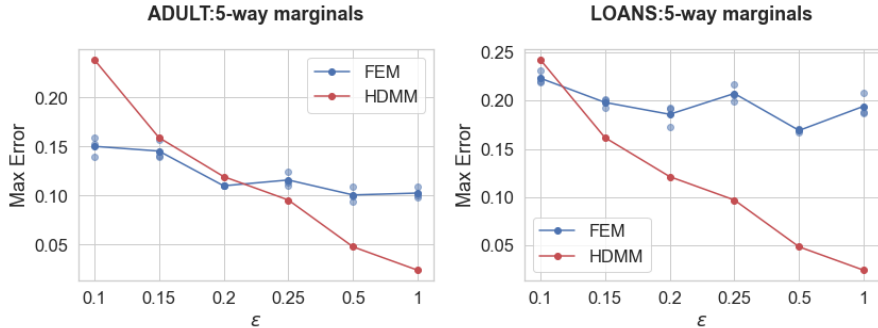 ADULT:5-way marginals
Max Error
0.20
0.15
0.10
0.05
FEM
HDMM
0.1 0.15 0.2 0.25 0.5 1
ε
LOANS:5-way marginals
Max Error
0.25
0.20
0.15
0.10
0.05
FEM
HDMM
0.1 0.15 0.2 0.25 0.5 1
ε